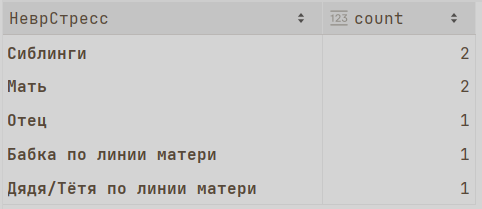 НеврСтресс 123 count
Сиблинги 2
Мать 2
Отец 1
Бабка по линии матери 1
Дядя/Тётя по линии матери 1